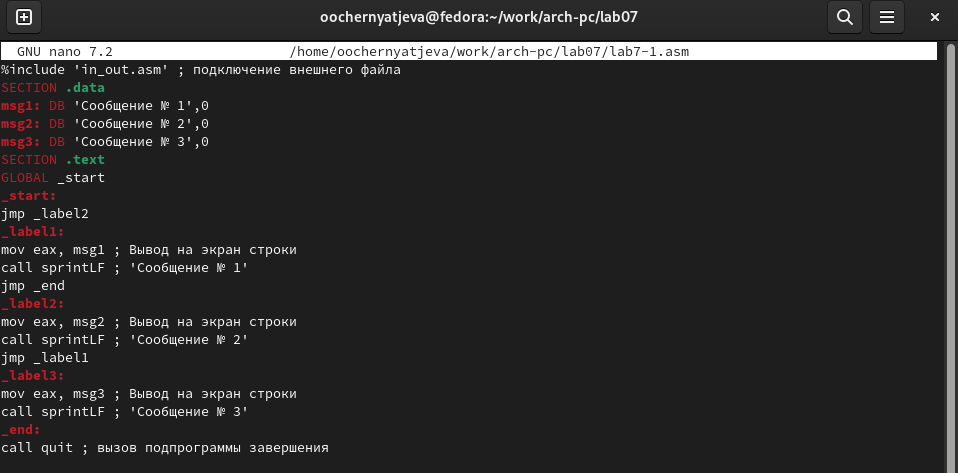 oochernyatjeva@fedora:~/work/arch-pc/lab07
GNU nano 7.2 /home/oochernyatjeva/work/arch-pc/lab07/lab7-1.asm
%include 'in_out.asm' ; подключение внешнего файла
SECTION .data
msg1: DB 'Сообщение № 1',0
msg2: DB 'Сообщение № 2',0
msg3: DB 'Сообщение № 3',0
SECTION .text
GLOBAL _start
_start:
jmp _label2
_label1:
mov eax, msg1 ; Вывод на экран строки
call sprintLF ; 'Сообщение № 1'
jmp _end
_label2:
mov eax, msg2 ; Вывод на экран строки
call sprintLF ; 'Сообщение № 2'
jmp _label1
_label3:
mov eax, msg3 ; Вывод на экран строки
call sprintLF ; 'Сообщение № 3'
_end:
call quit ; вызов подпрограммы завершения